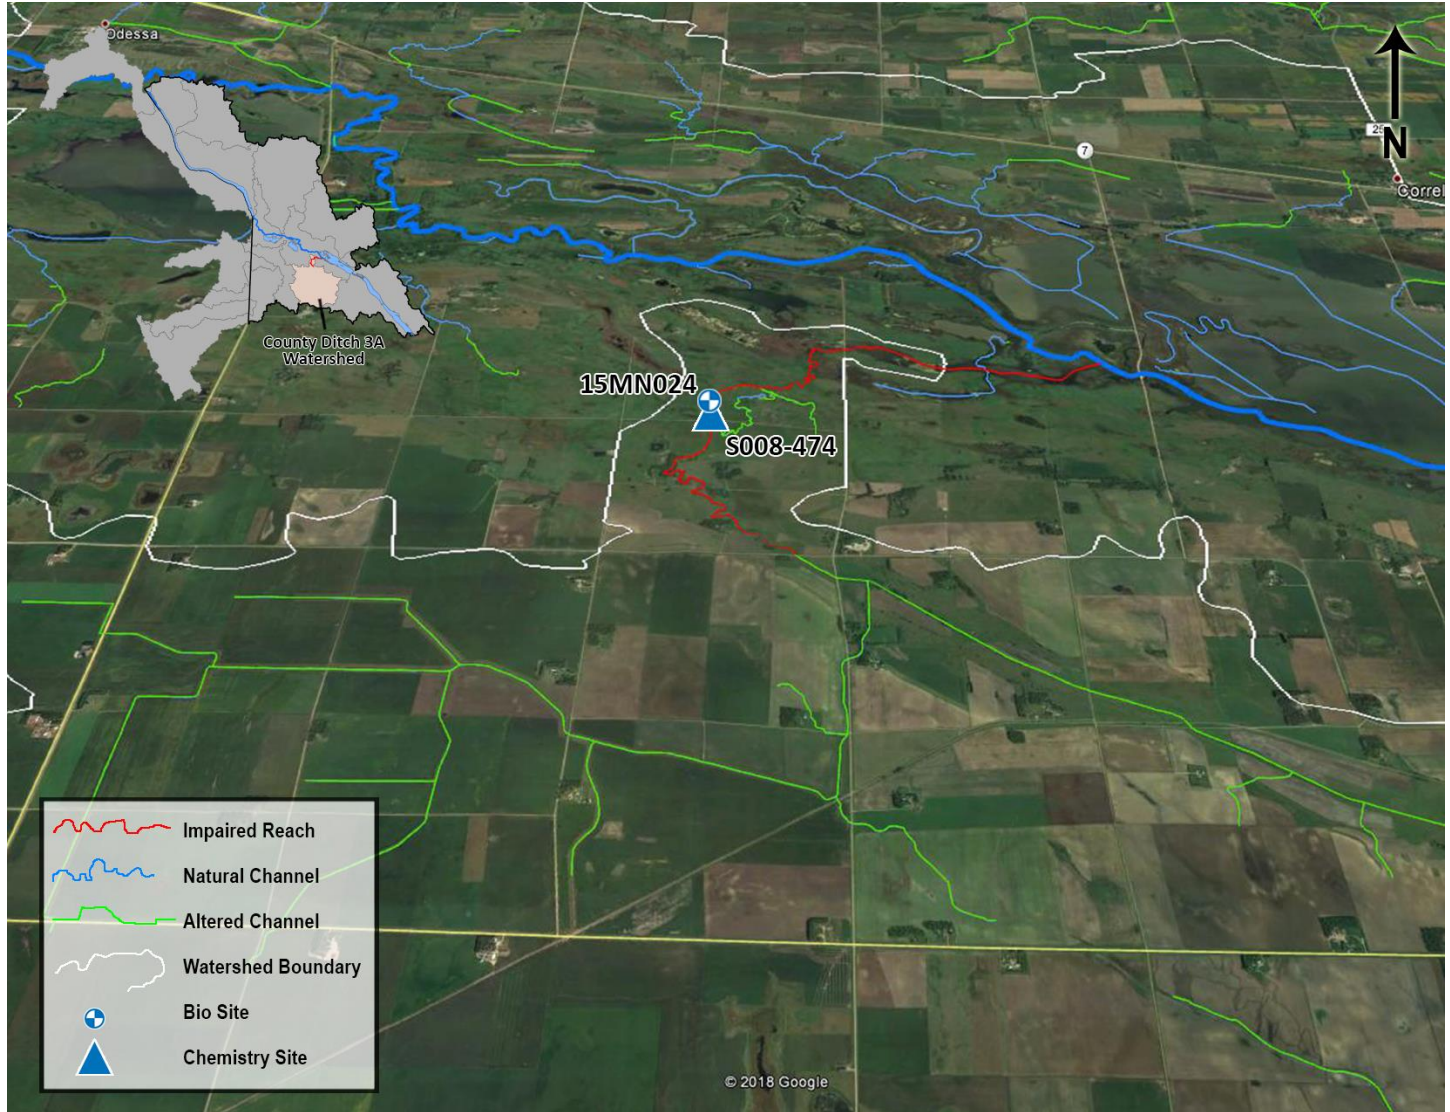 Odessa
N
7
Correl
County Ditch 3A
Watershed
15MN024
S008-474
Impaired Reach
Natural Channel
Altered Channel
Watershed Boundary
Bio Site
Chemistry Site
© 2018 Google